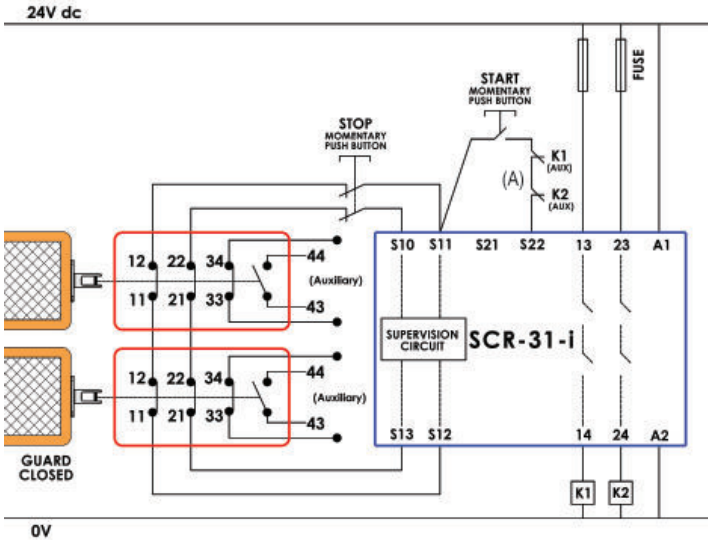 24V dc
FUSE
START
MOMENTARY
PUSH BUTTON
STOP
MOMENTARY
PUSH BUTTON
K1
(AUX)
(A)
K2
(AUX)
12 22 34 44
(Auxiliary)
11 21 33 43
S10 S11 S21 S22 13 23 A1
SUPERVISION
CIRCUIT
SCR-31-i
12 22 34 44
(Auxiliary)
11 21 33 43
S13 S12 14 24 A2
GUARD
CLOSED
K1 K2
0V